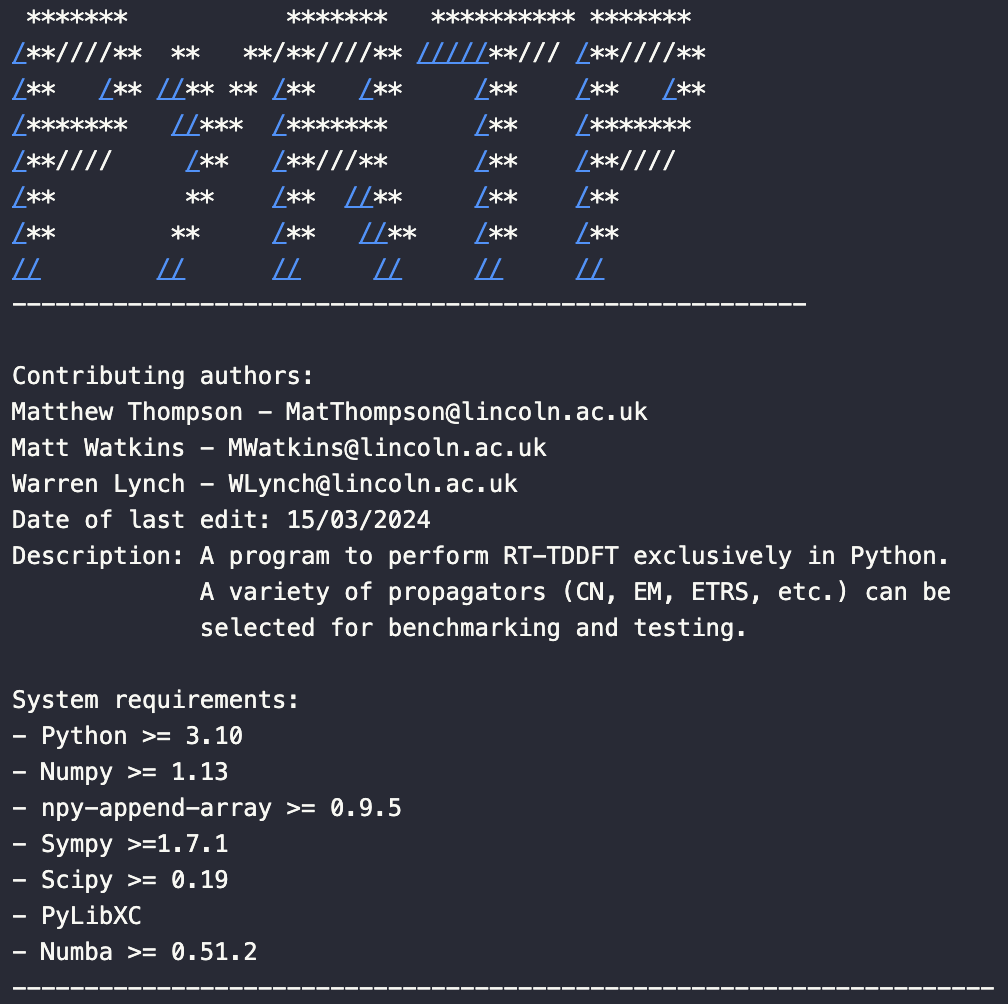 *******           *******   ********** *******
/**////**  **   **/**////** /////**/// /**////**
/**   /** //** ** /**   /**     /**    /**   /**
/*******   //***  /*******      /**    /*******
/**////     /**   /**///**      /**    /**////
/**         **    /**  //**     /**    /**
/**        **     /**   //**    /**    /**
//        //      //     //     //     //
-------------------------------------------------------
Contributing authors:
Matthew Thompson - MatThompson@lincoln.ac.uk
Matt Watkins - MWatkins@lincoln.ac.uk
Warren Lynch - WLynch@lincoln.ac.uk
Date of last edit: 15/03/2024
Description: A program to perform RT-TDDFT exclusively in Python.
             A variety of propagators (CN, EM, ETRS, etc.) can be
             selected for benchmarking and testing.
System requirements:
- Python >= 3.10
- Numpy >= 1.13
- npy-append-array >= 0.9.5
- Sympy >=1.7.1
- Scipy >= 0.19
- PyLibXC
- Numba >= 0.51.2
--------------------------------------------------------------------